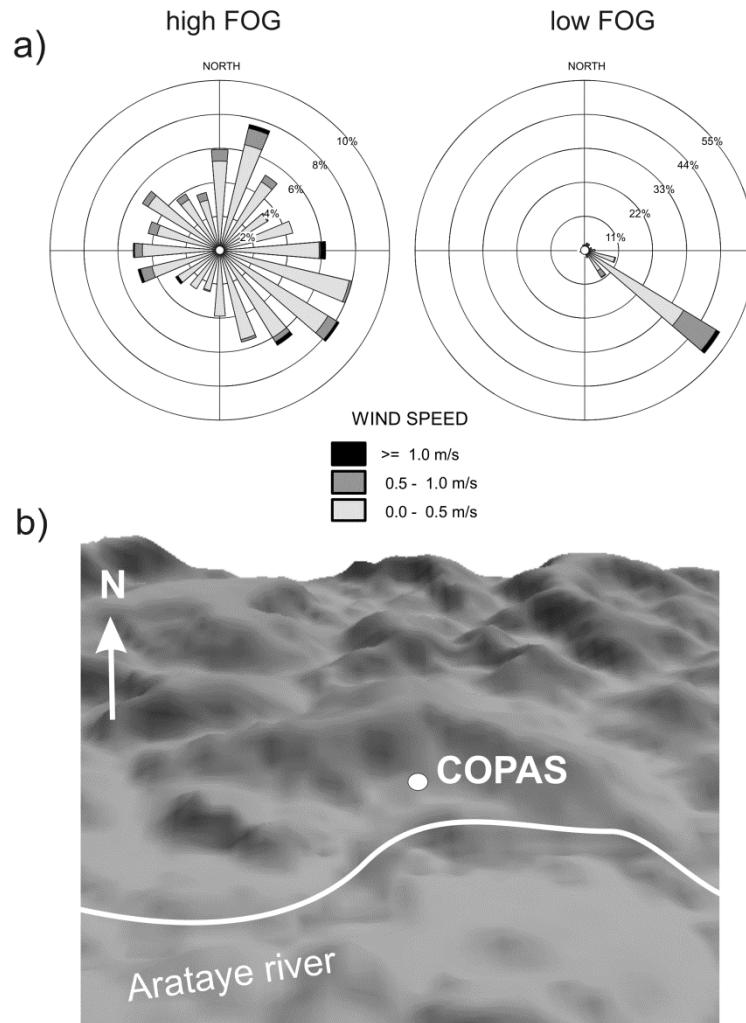 high FOG
low FOG
a)
NORTH
NORTH
10%
8%
6%
4%
2%
55%
44%
33%
22%
11%
WIND SPEED
>= 1.0 m/s
0.5 - 1.0 m/s
0.0 - 0.5 m/s
b)
N
COPAS
Arataye river